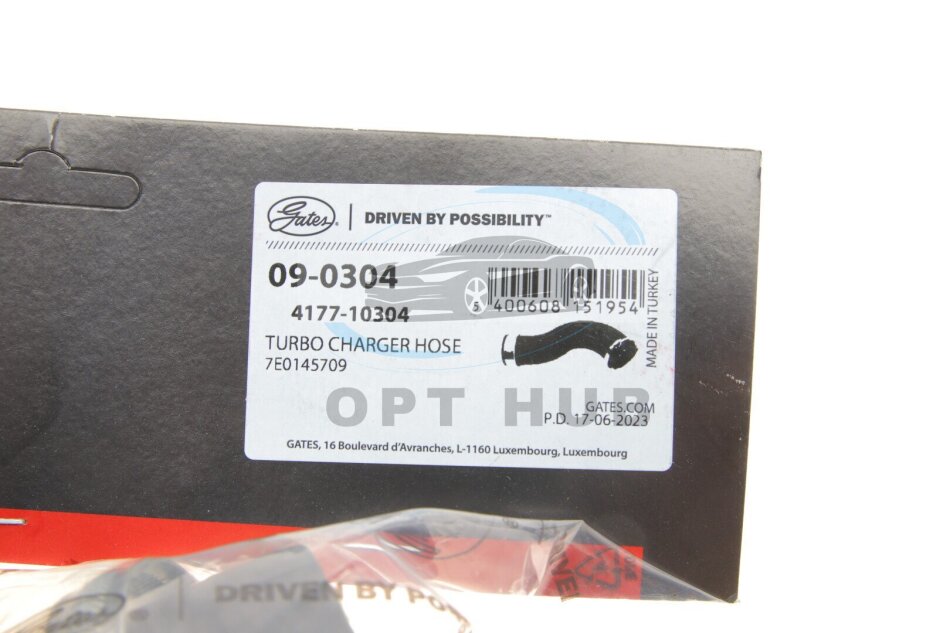 Gates® | DRIVEN BY POSSIBILITY™
09-0304
4177-10304
5 400608 151954
TURBO CHARGER HOSE
7E0145709
MADE IN TURKEY
OPT HUB
GATES.COM
P.D. 17-06-2023
GATES, 16 Boulevard d'Avranches, L-1160 Luxembourg, Luxembourg
Gates | DRIVEN BY